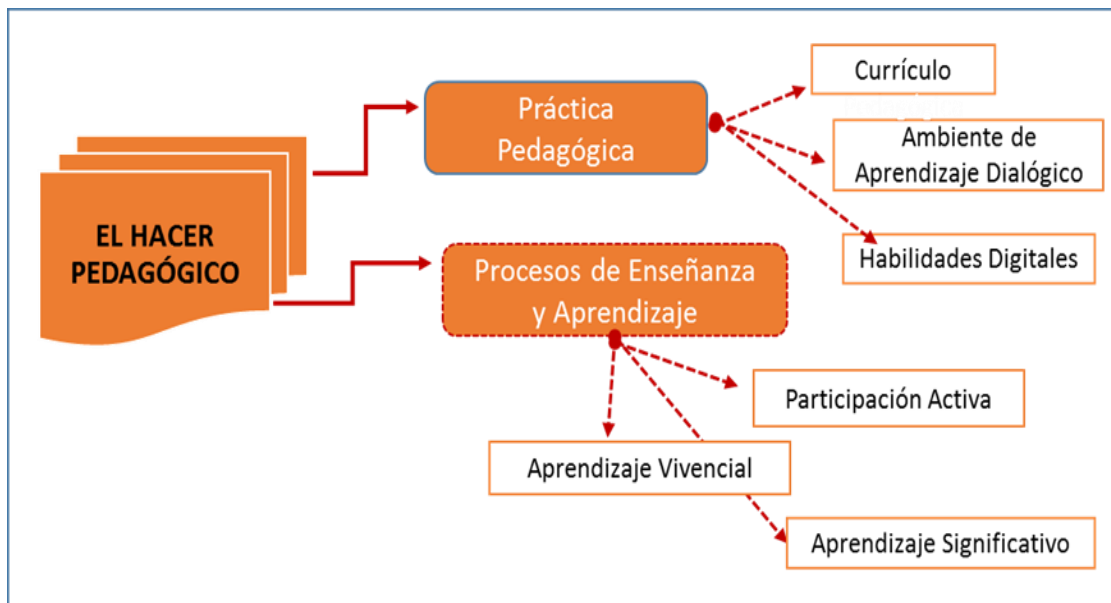 EL HACER
PEDAGÓGICO
Práctica
Pedagógica
Currículo
Ambiente de
Aprendizaje Dialógico
Habilidades Digitales
Procesos de Enseñanza
y Aprendizaje
Participación Activa
Aprendizaje Vivencial
Aprendizaje Significativo